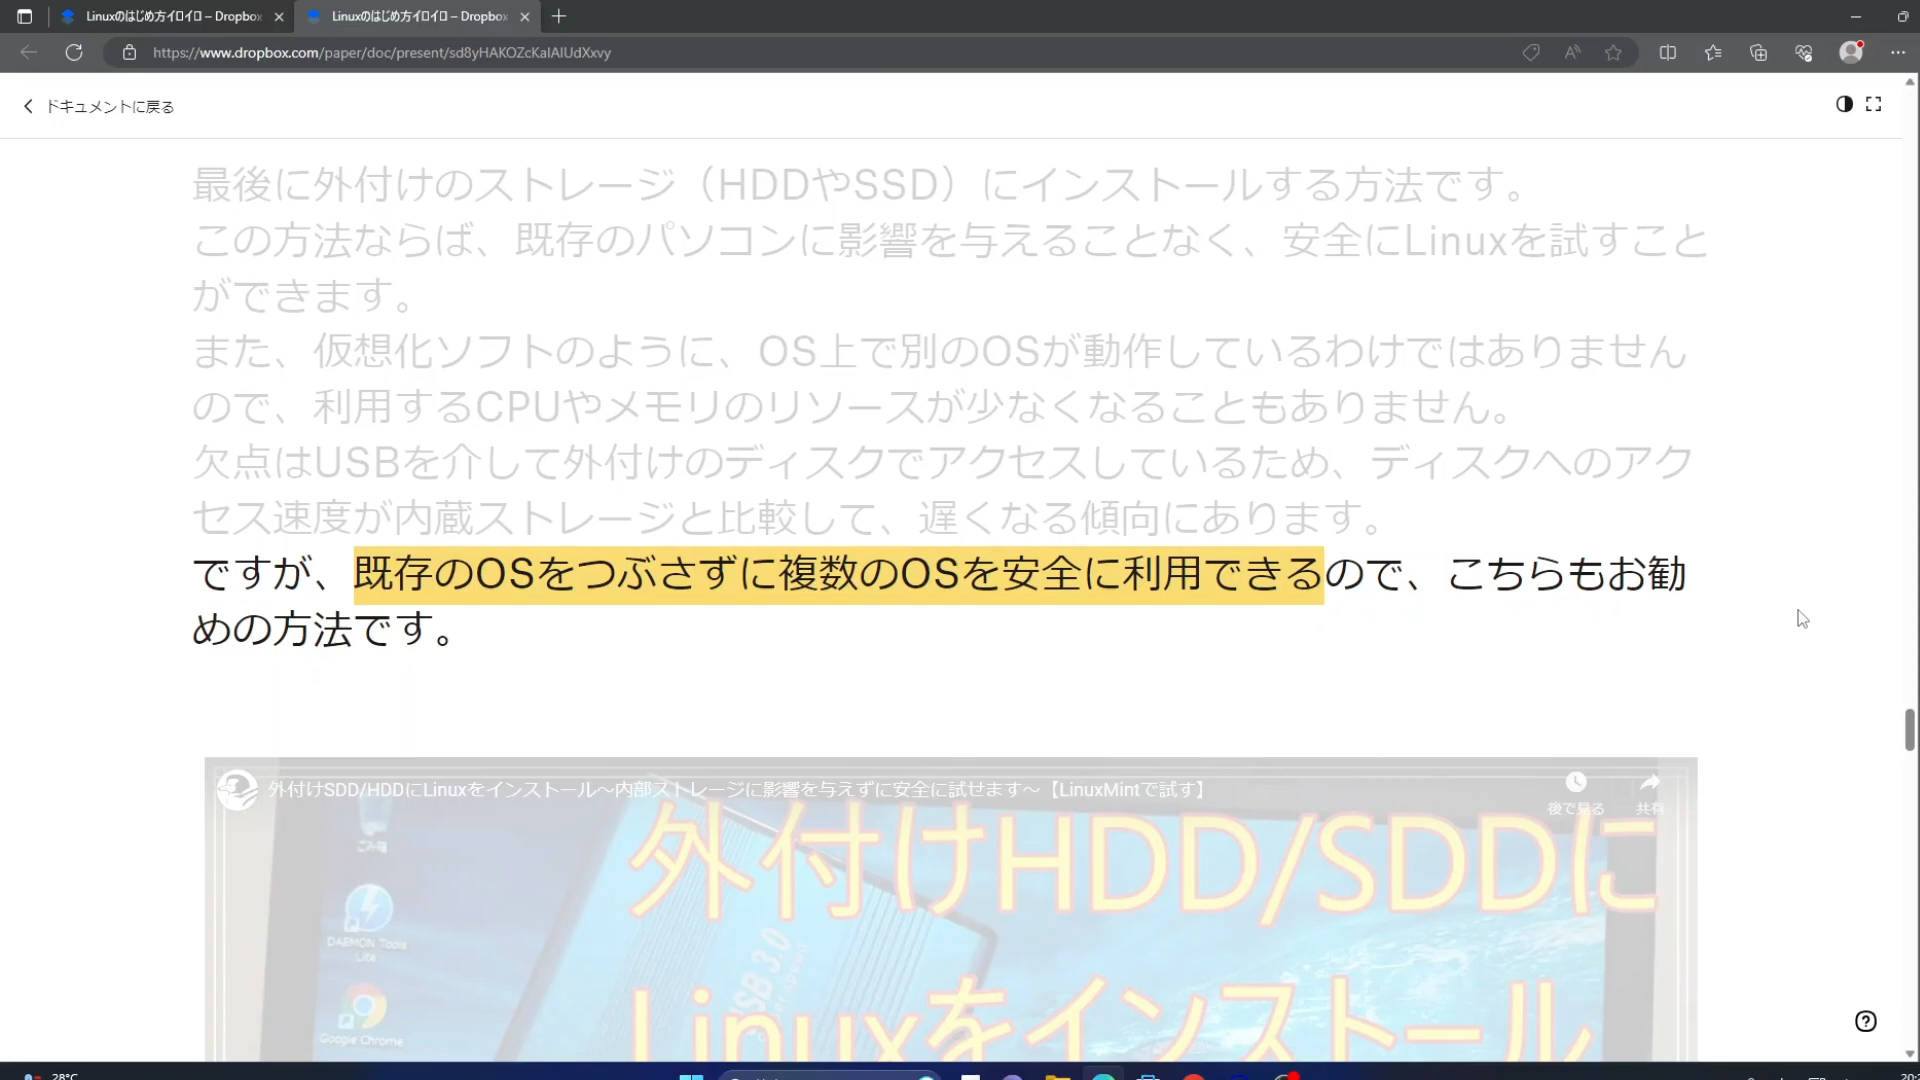 Linuxのはじめ方イロイロ – Dropbox
Linuxのはじめ方イロイロ – Dropbox
https://www.dropbox.com/paper/doc/present/sd8yHAKOZcKaIAlUdXxvy
ドキュメントに戻る
最後に外付けのストレージ（HDDやSSD）にインストールする方法です。
この方法ならば、既存のパソコンに影響を与えることなく、安全にLinuxを試すこと
ができます。
また、仮想化ソフトのように、OS上で別のOSが動作しているわけではありません
ので、利用するCPUやメモリのリソースが少なくなることもありません。
欠点はUSBを介して外付けのディスクでアクセスしているため、ディスクへのアク
セス速度が内蔵ストレージと比較して、遅くなる傾向にあります。
ですが、既存のOSをつぶさずに複数のOSを安全に利用できるので、こちらもお勧
めの方法です。
外付けSDD/HDDにLinuxをインストール～内部ストレージに影響を与えずに安全に試せます～【LinuxMintで試す】
後で見る
共有
ごみ箱
外付けHDD/SDDに
DAEMON Tools
Lite
USB 3.0
Google Chrome
Linuxをインストール
28°C